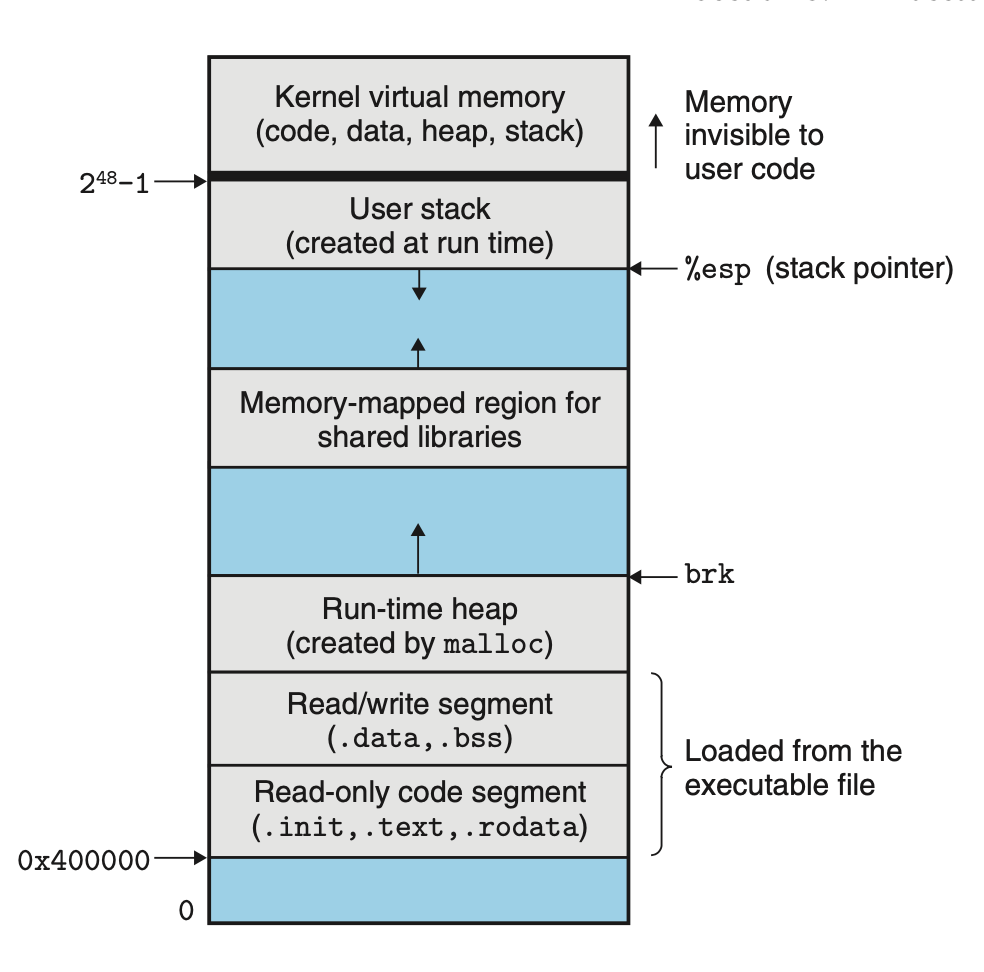 Kernel virtual memory
(code, data, heap, stack)
Memory
invisible to
user code
2⁴⁸−1
User stack
(created at run time)
%esp (stack pointer)
Memory-mapped region for
shared libraries
brk
Run-time heap
(created by malloc)
Read/write segment
(.data,.bss)
Loaded from the
executable file
Read-only code segment
(.init,.text,.rodata)
0x400000
0